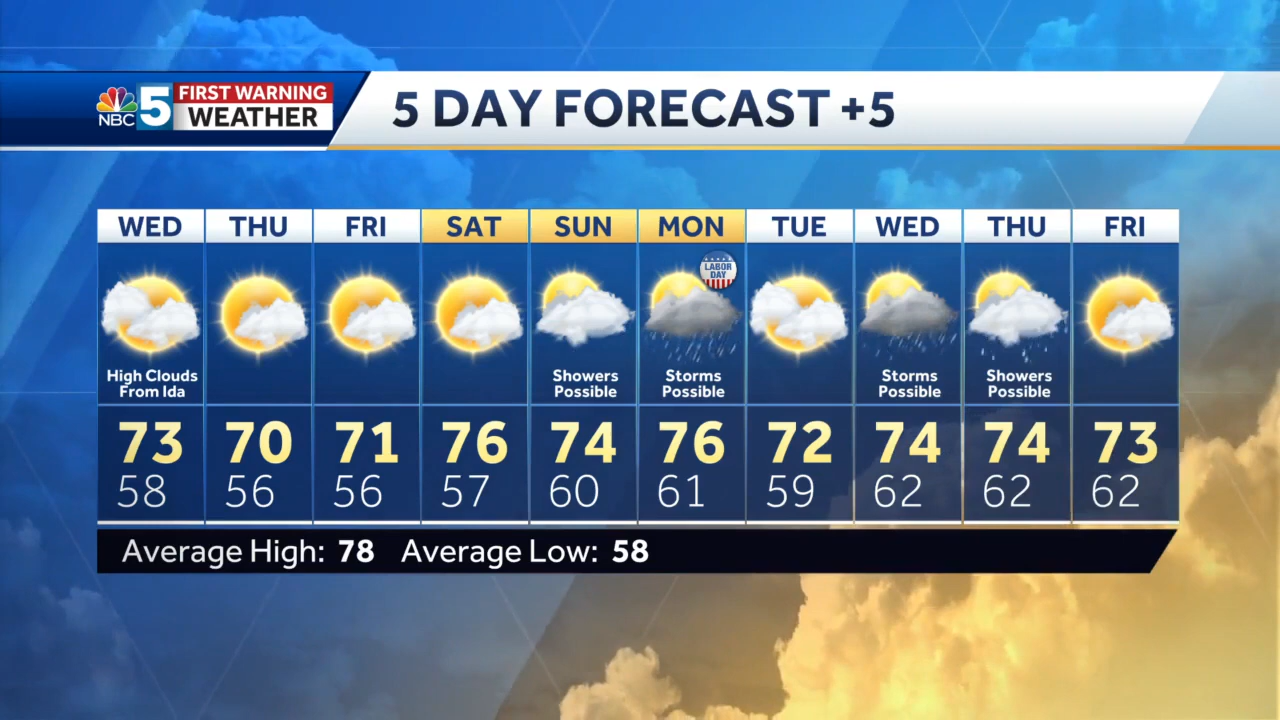 NBC 5 FIRST WARNING
WEATHER
5 DAY FORECAST +5
WED THU FRI SAT SUN MON TUE WED THU FRI
LABOR
DAY
High Clouds
From Ida
Showers
Possible
Storms
Possible
Storms
Possible
Showers
Possible
73 70 71 76 74 76 72 74 74 73
58 56 56 57 60 61 59 62 62 62
Average High: 78 Average Low: 58